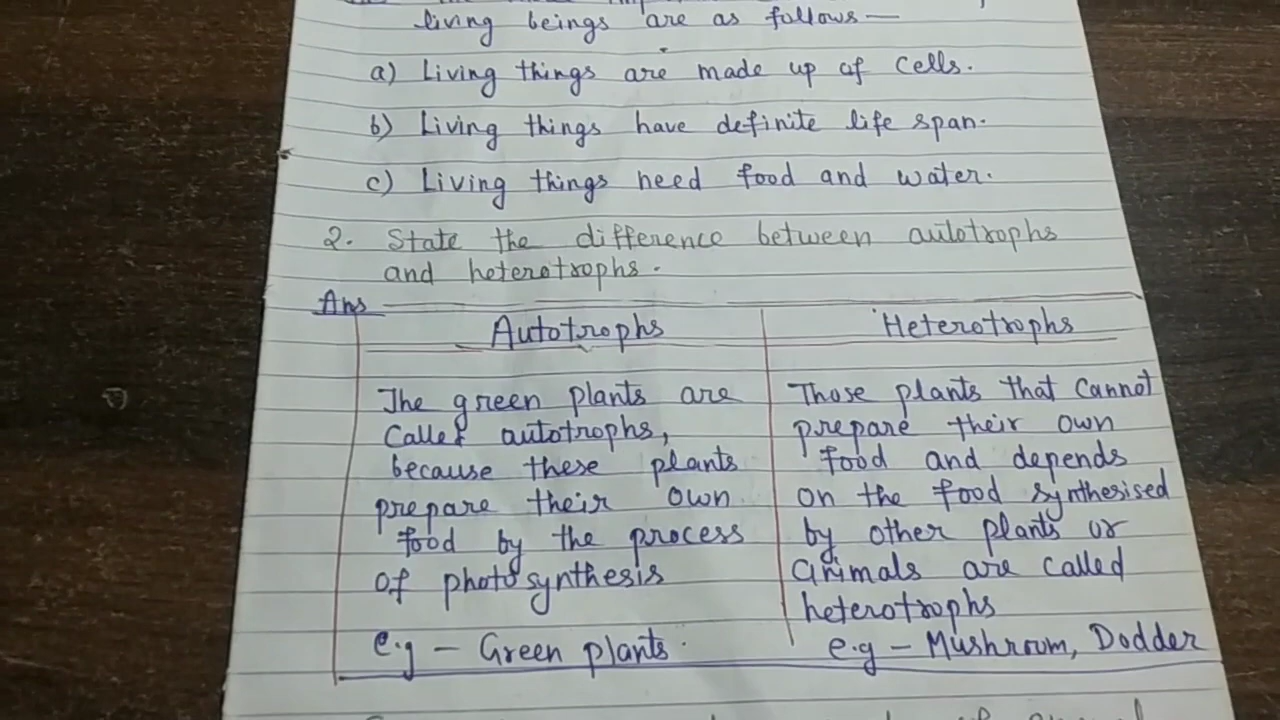 living beings are as follows—
a) Living things are made up of cells.
b) Living things have definite life span.
c) Living things need food and water.
2. State the difference between autotrophs
and heterotrophs.
Ans
Autotrophs
The green plants are
called autotrophs,
because these plants
prepare their own
food by the process
of photosynthesis
e.g – Green plants.
Heterotrophs
Those plants that cannot
prepare their own
food and depends
on the food synthesised
by other plants or
animals are called
heterotrophs
e.g – Mushroom, Dodder